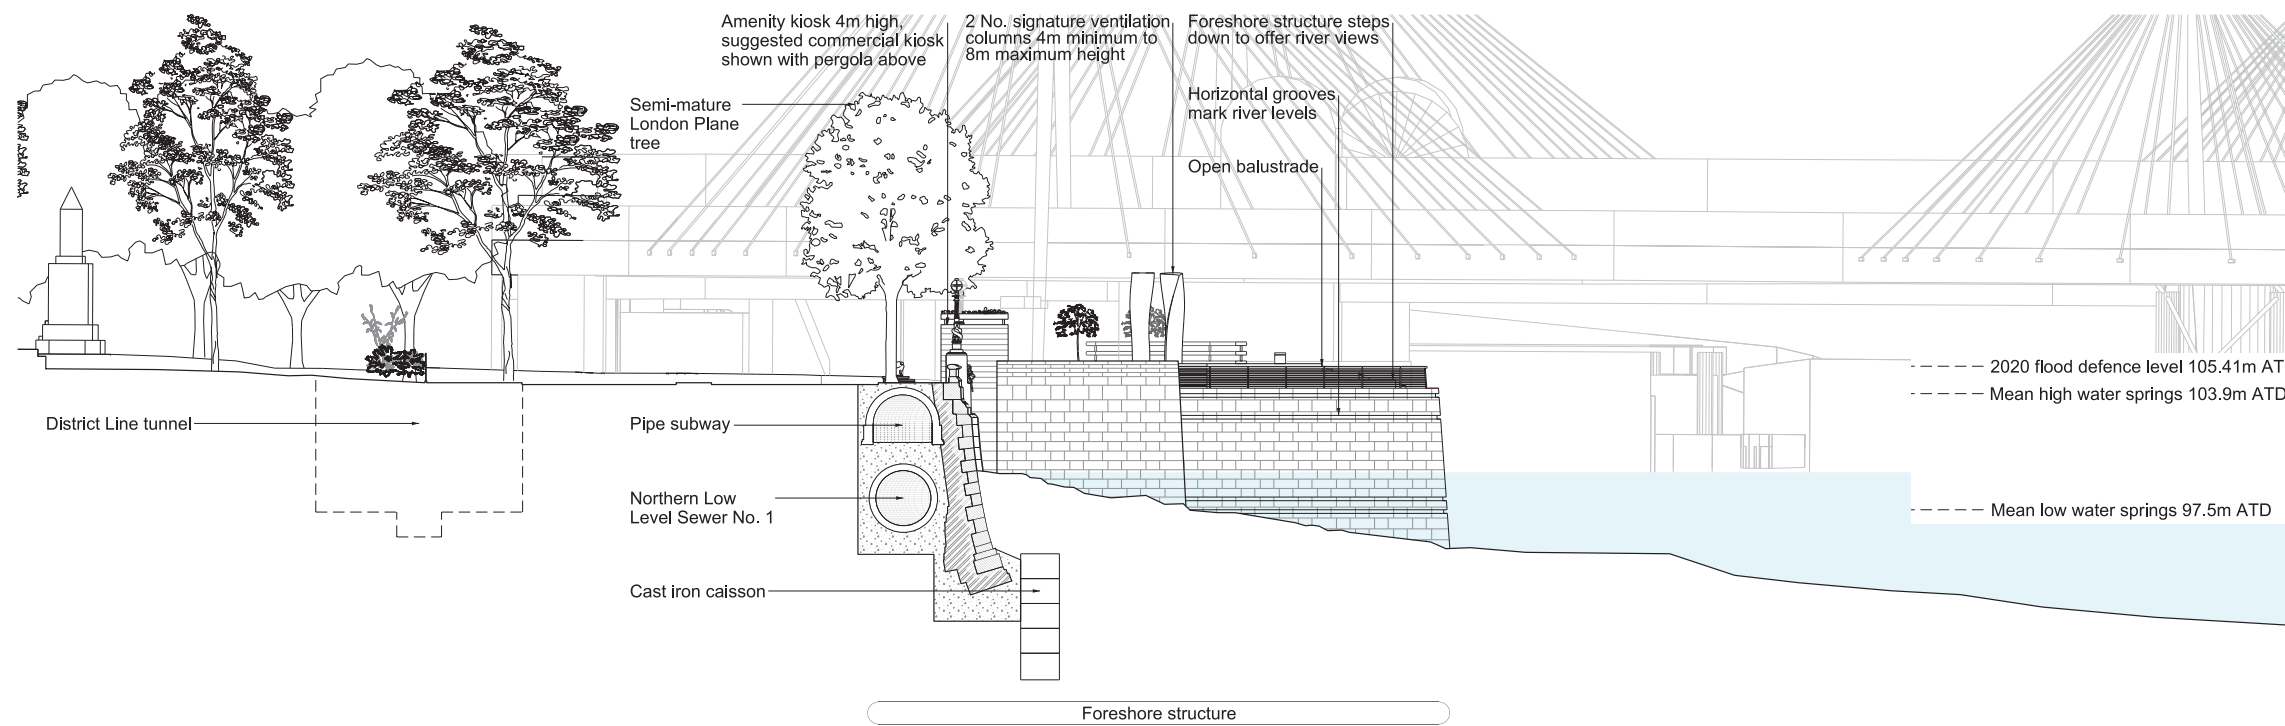 Amenity kiosk 4m high,
suggested commercial kiosk
shown with pergola above
2 No. signature ventilation
columns 4m minimum to
8m maximum height
Foreshore structure steps
down to offer river views
Semi-mature
London Plane
tree
Horizontal grooves
mark river levels
Open balustrade
2020 flood defence level 105.41m AT
Mean high water springs 103.9m ATD
District Line tunnel
Pipe subway
Northern Low
Level Sewer No. 1
Mean low water springs 97.5m ATD
Cast iron caisson
Foreshore structure